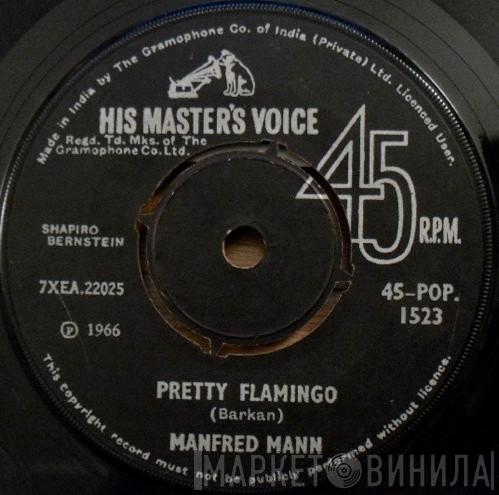 Made in India by The Gramophone Co. of India (Private) Ltd. Licenced User.
HIS MASTER'S VOICE
Regd. Td. Mks. of The
Gramophone Co. Ltd.
45 R.P.M.
SHAPIRO
BERNSTEIN
7XEA.22025
45-POP.
1523
℗ 1966
PRETTY FLAMINGO
(Barkan)
MANFRED MANN
This copyright record must not be publicly performed without licence.
МАРКЕТ ВИНИЛА